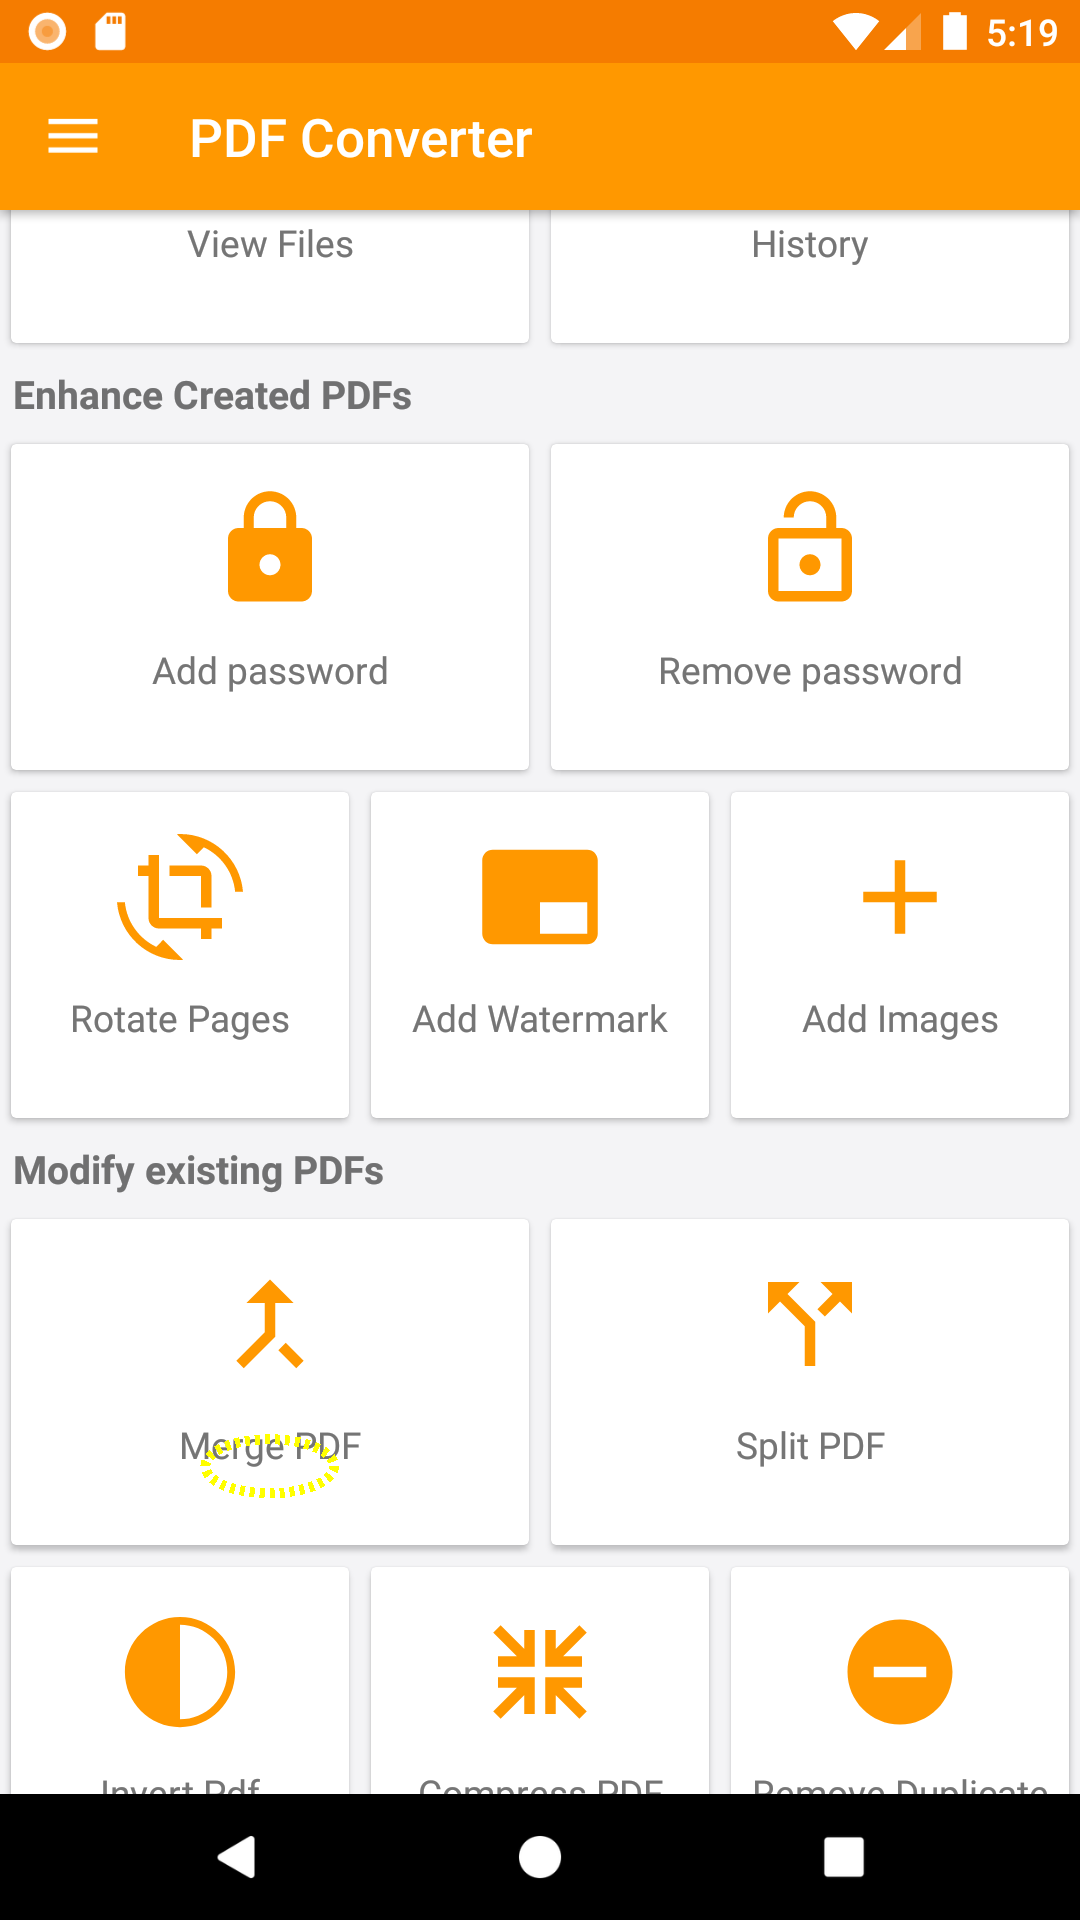 5:19
PDF Converter
View Files
History
Enhance Created PDFs
Add password
Remove password
Rotate Pages
Add Watermark
Add Images
Modify existing PDFs
Merge PDF
Split PDF
Invert Pdf
Compress PDF
Remove Duplicate